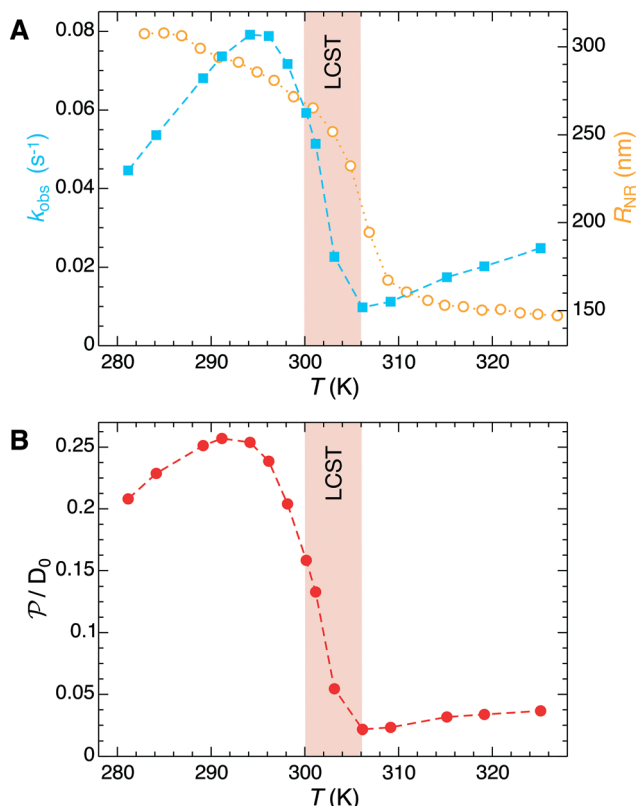 A
0.08
0.06
0.04
0.02
0
k_obs (s⁻¹)
LCST
300
250
200
150
R_NR (nm)
280 290 300 310 320
T (K)
B
0.25
0.2
0.15
0.1
0.05
0
𝒫 / D₀
LCST
280 290 300 310 320
T (K)